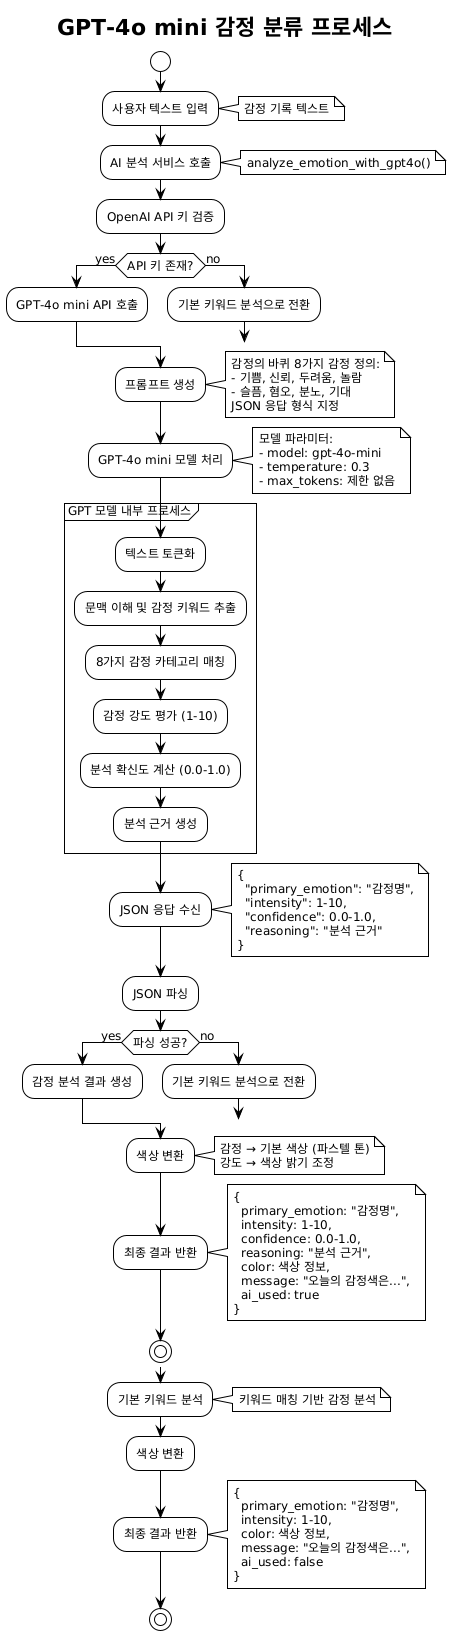 GPT-4o mini 감정 분류 프로세스
사용자 텍스트 입력
감정 기록 텍스트
AI 분석 서비스 호출
analyze_emotion_with_gpt4o()
OpenAI API 키 검증
yes
API 키 존재?
no
GPT-4o mini API 호출
기본 키워드 분석으로 전환
프롬프트 생성
감정의 바퀴 8가지 감정 정의:
- 기쁨, 신뢰, 두려움, 놀람
- 슬픔, 혐오, 분노, 기대
JSON 응답 형식 지정
GPT-4o mini 모델 처리
모델 파라미터:
- model: gpt-4o-mini
- temperature: 0.3
- max_tokens: 제한 없음
GPT 모델 내부 프로세스
텍스트 토큰화
문맥 이해 및 감정 키워드 추출
8가지 감정 카테고리 매칭
감정 강도 평가 (1-10)
분석 확신도 계산 (0.0-1.0)
분석 근거 생성
JSON 응답 수신
{
"primary_emotion": "감정명",
"intensity": 1-10,
"confidence": 0.0-1.0,
"reasoning": "분석 근거"
}
JSON 파싱
yes
파싱 성공?
no
감정 분석 결과 생성
기본 키워드 분석으로 전환
색상 변환
감정 → 기본 색상 (파스텔 톤)
강도 → 색상 밝기 조정
최종 결과 반환
{
primary_emotion: "감정명",
intensity: 1-10,
confidence: 0.0-1.0,
reasoning: "분석 근거",
color: 색상 정보,
message: "오늘의 감정색은...",
ai_used: true
}
기본 키워드 분석
키워드 매칭 기반 감정 분석
색상 변환
최종 결과 반환
{
primary_emotion: "감정명",
intensity: 1-10,
color: 색상 정보,
message: "오늘의 감정색은...",
ai_used: false
}